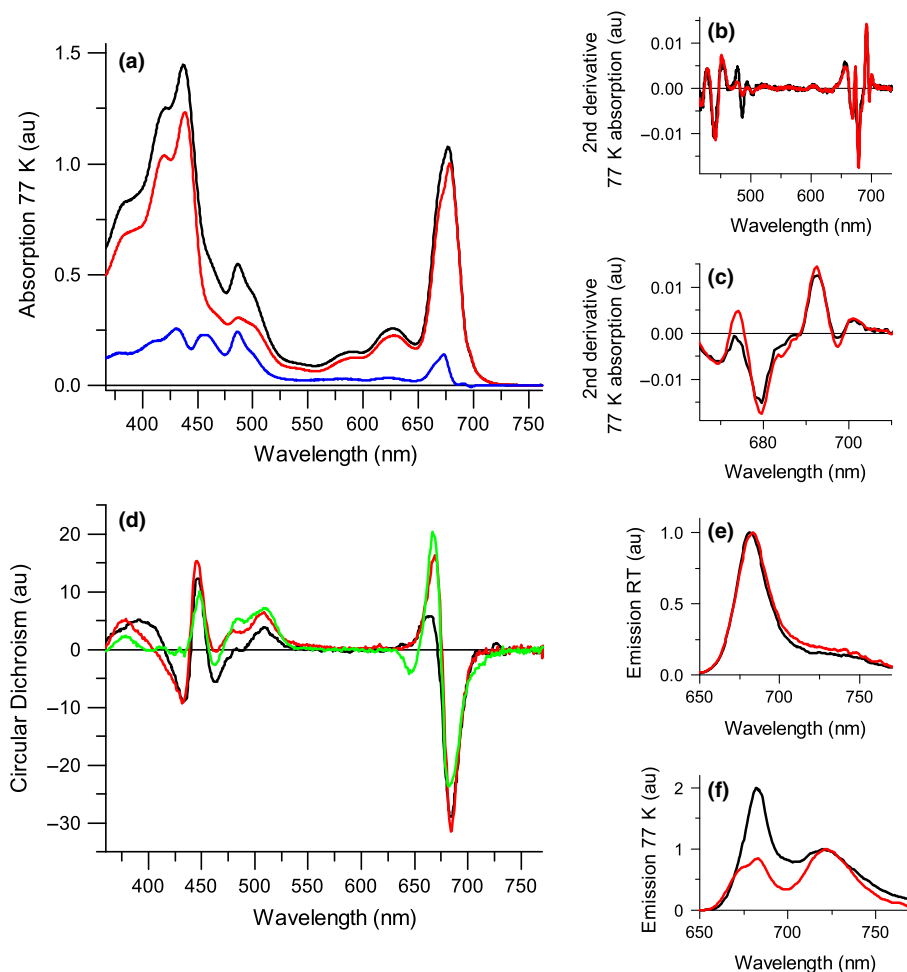 (a)
Absorption 77 K (au)
1.5
1.0
0.5
0.0
400 450 500 550 600 650 700 750
Wavelength (nm)
(b)
2nd derivative
77 K absorption (au)
0.01
0.00
−0.01
500 600 700
Wavelength (nm)
(c)
2nd derivative
77 K absorption (au)
0.01
0.00
−0.01
680 700
Wavelength (nm)
(d)
Circular Dichroism (au)
20
10
0
−10
−20
−30
400 450 500 550 600 650 700 750
Wavelength (nm)
(e)
Emission RT (au)
1.0
0.5
0.0
650 700 750
Wavelength (nm)
(f)
Emission 77 K (au)
2
1
0
650 700 750
Wavelength (nm)